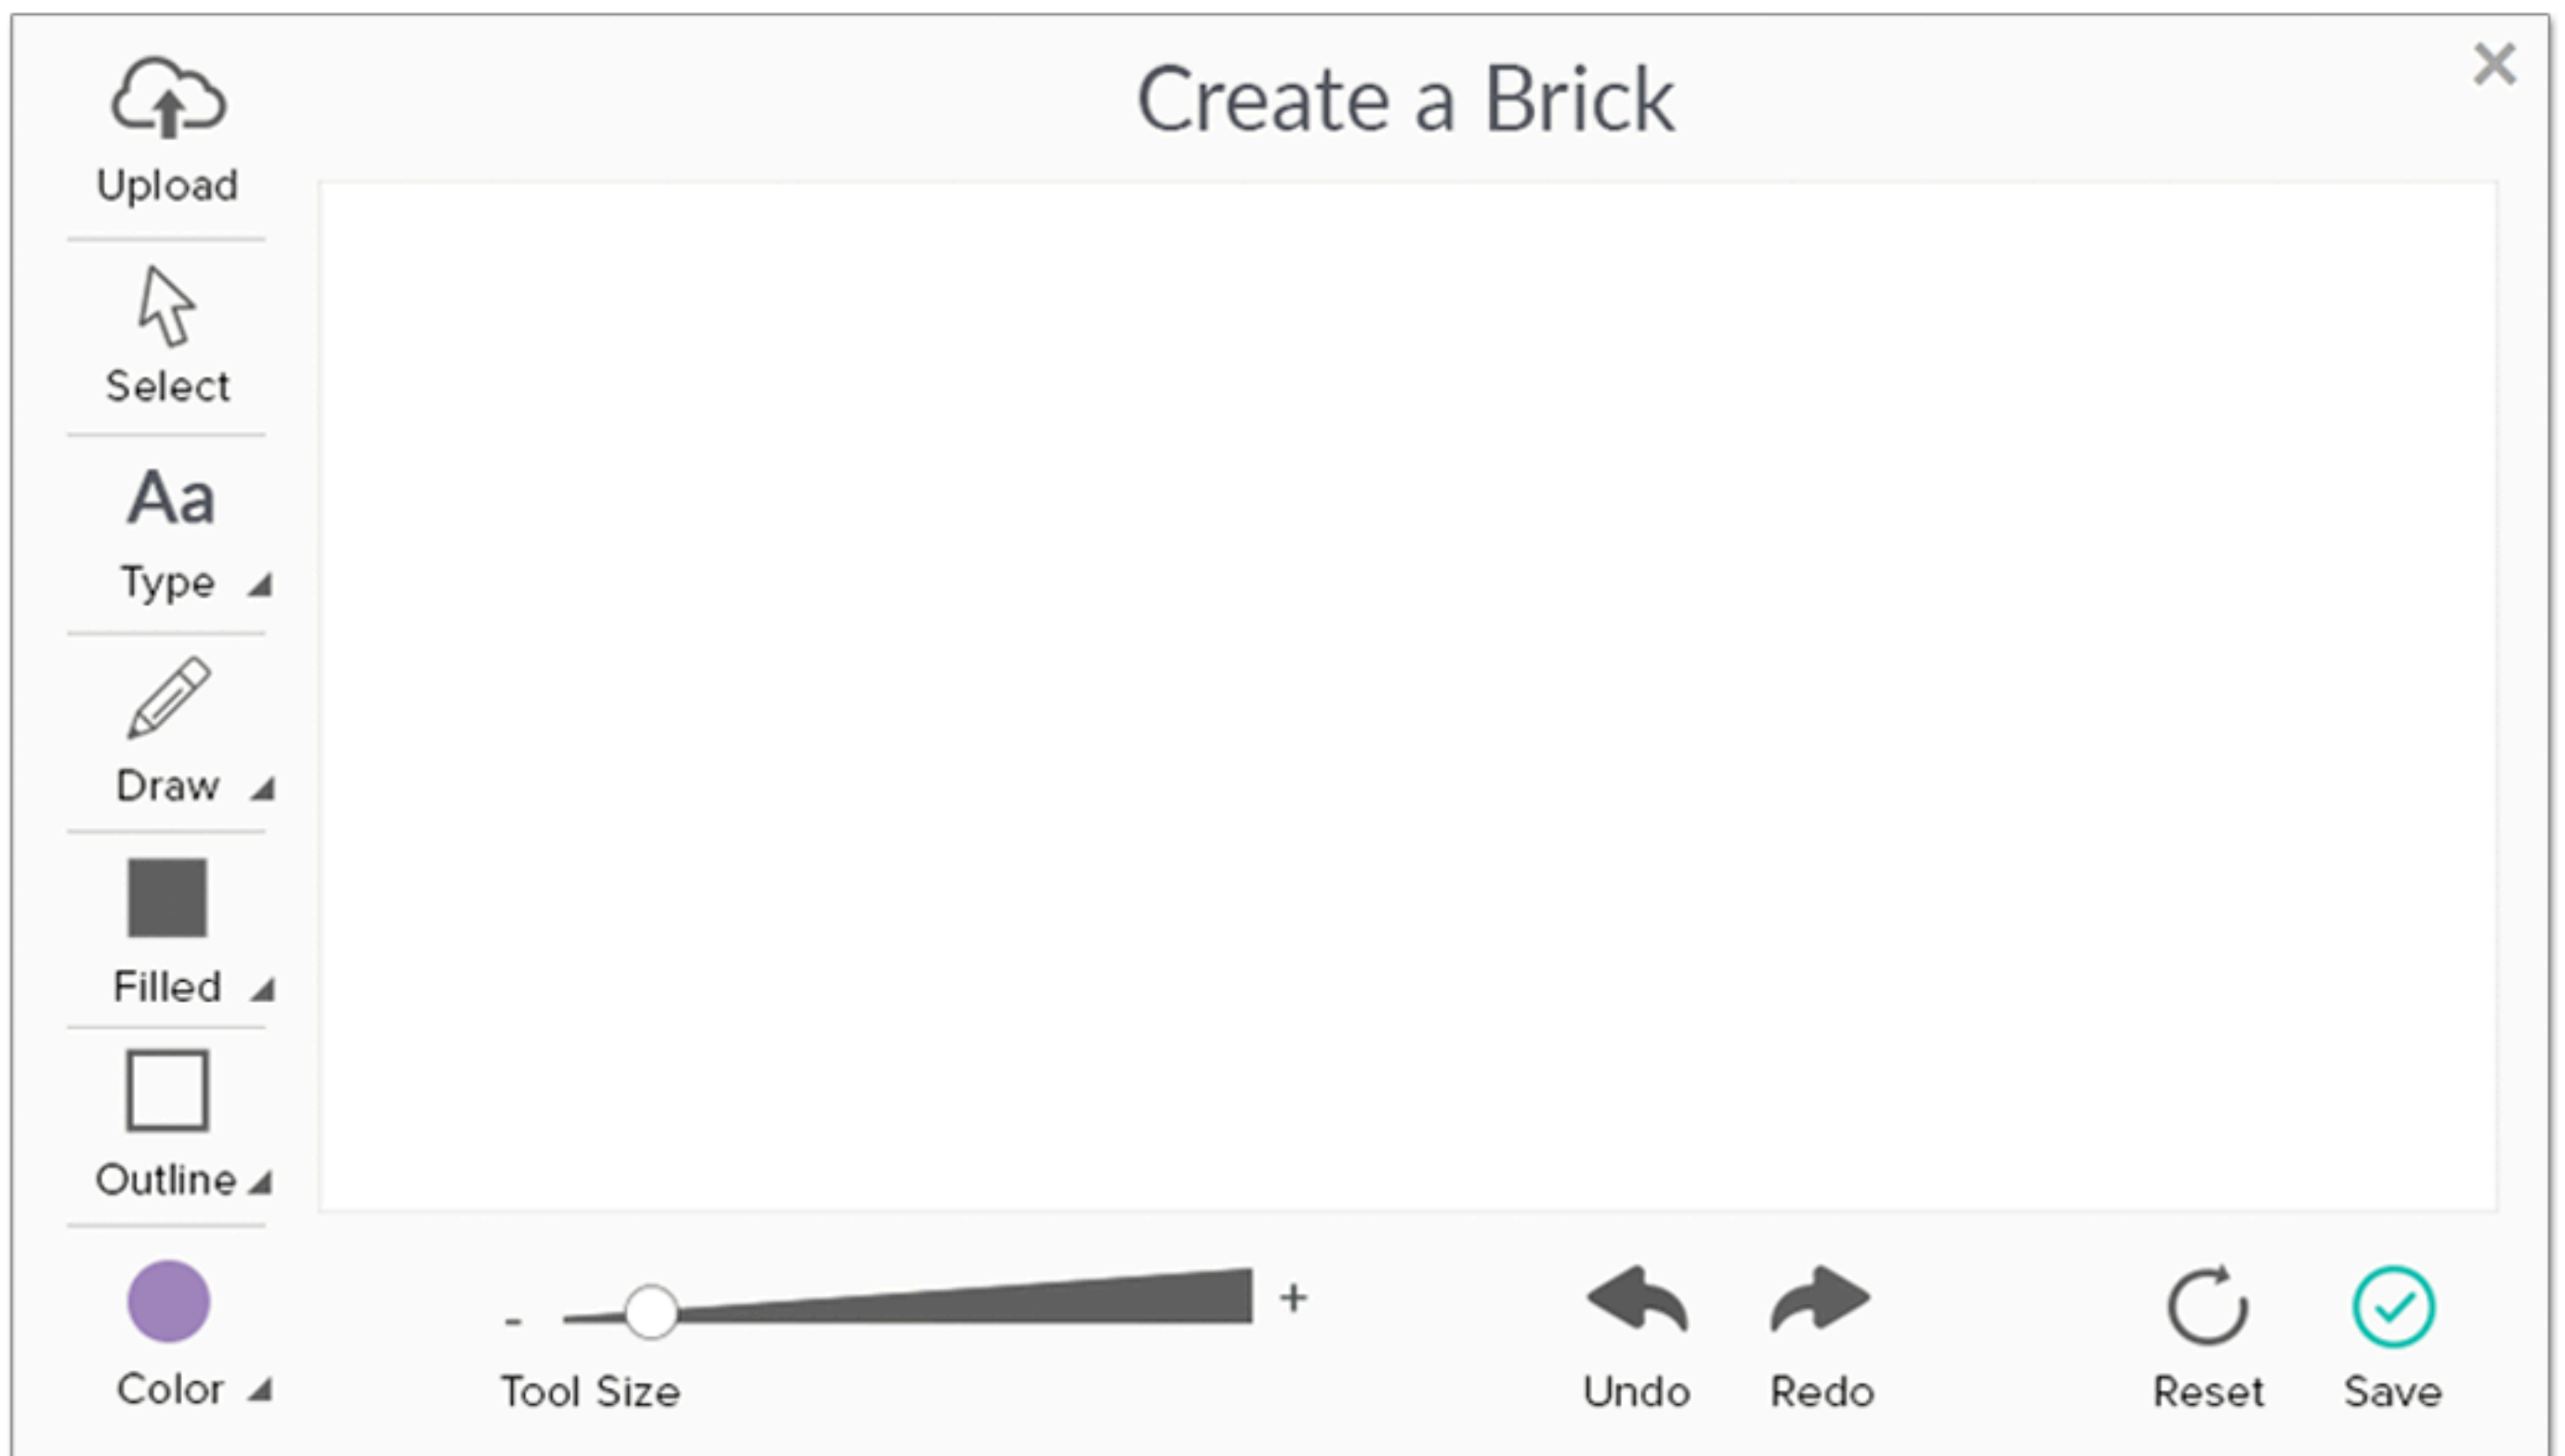 Create a Brick
Upload
Select
Aa
Type
Draw
Filled
Outline
Color
- +
Tool Size
Undo
Redo
Reset
Save